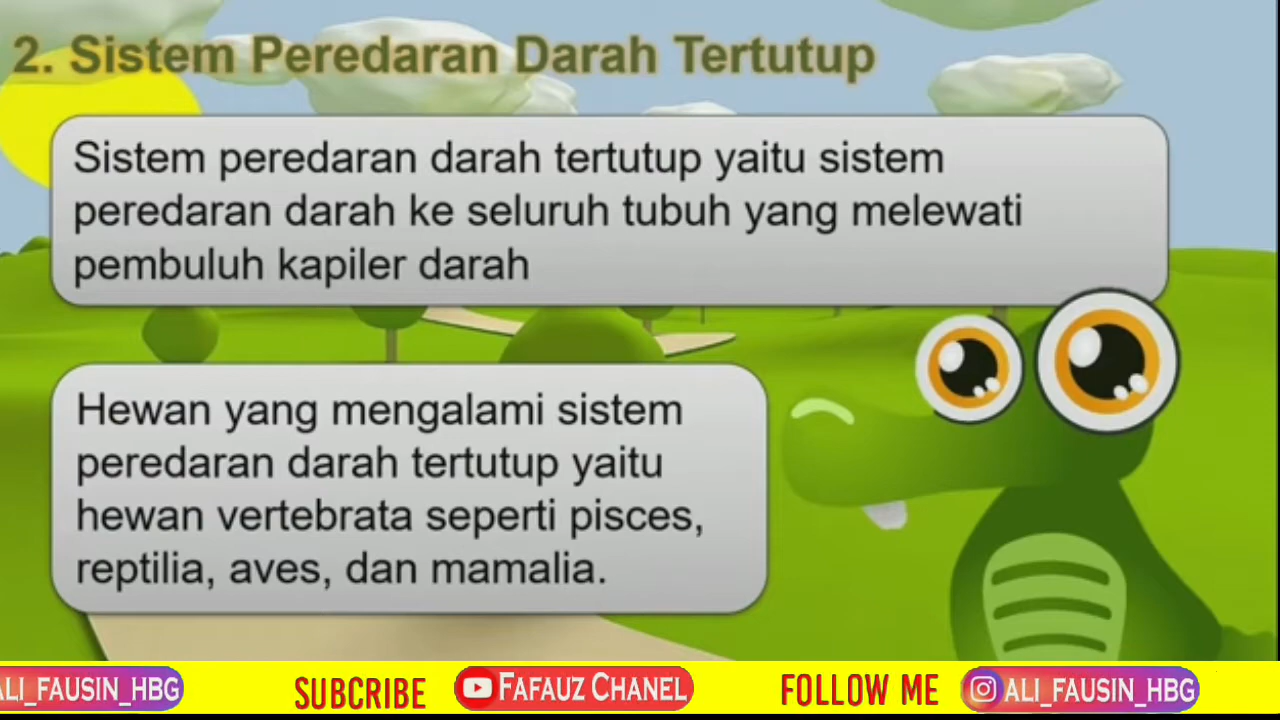 2. Sistem Peredaran Darah Tertutup
Sistem peredaran darah tertutup yaitu sistem
peredaran darah ke seluruh tubuh yang melewati
pembuluh kapiler darah
Hewan yang mengalami sistem
peredaran darah tertutup yaitu
hewan vertebrata seperti pisces,
reptilia, aves, dan mamalia.
ALI_FAUSIN_HBG SUBCRIBE FAFAUZ CHANEL FOLLOW ME ALI_FAUSIN_HBG